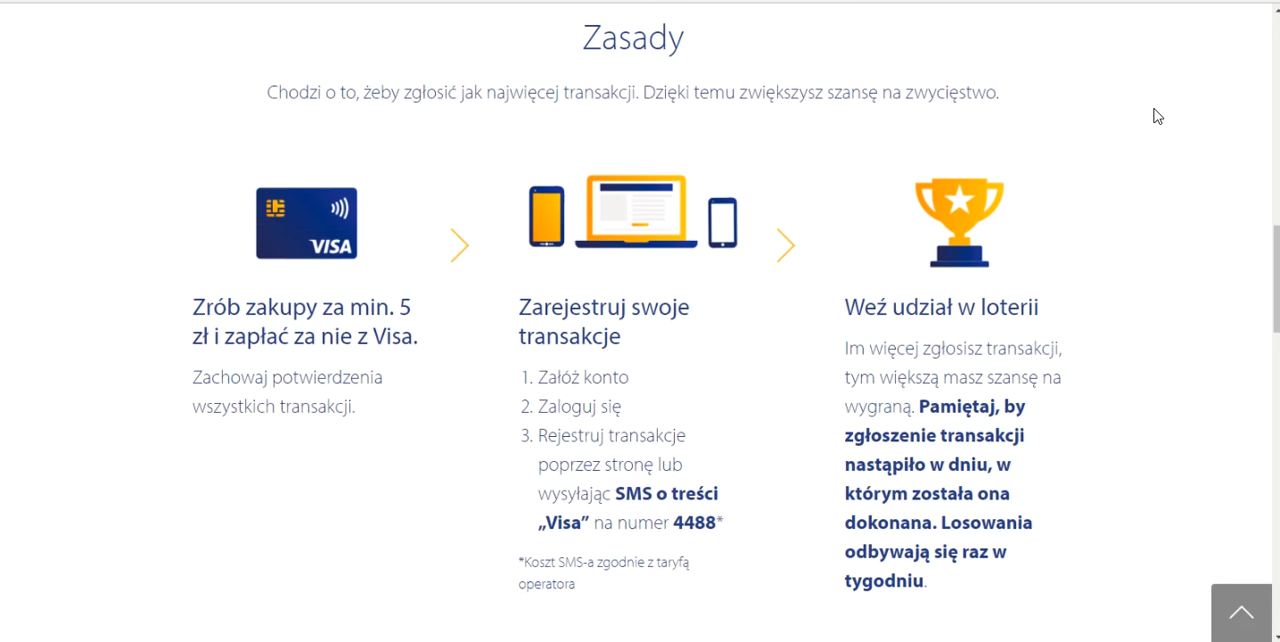 Zasady
Chodzi o to, żeby zgłosić jak najwięcej transakcji. Dzięki temu zwiększysz szansę na zwycięstwo.
VISA
Zrób zakupy za min. 5
zł i zapłać za nie z Visa.
Zachowaj potwierdzenia
wszystkich transakcji.
Zarejestruj swoje
transakcje
1. Załóż konto
2. Zaloguj się
3. Rejestruj transakcje
poprzez stronę lub
wysyłając SMS o treści
„Visa” na numer 4488*
*Koszt SMS-a zgodnie z taryfą
operatora
Weź udział w loterii
Im więcej zgłosisz transakcji,
tym większą masz szansę na
wygraną. Pamiętaj, by
zgłoszenie transakcji
nastąpiło w dniu, w
którym została ona
dokonana. Losowania
odbywają się raz w
tygodniu.